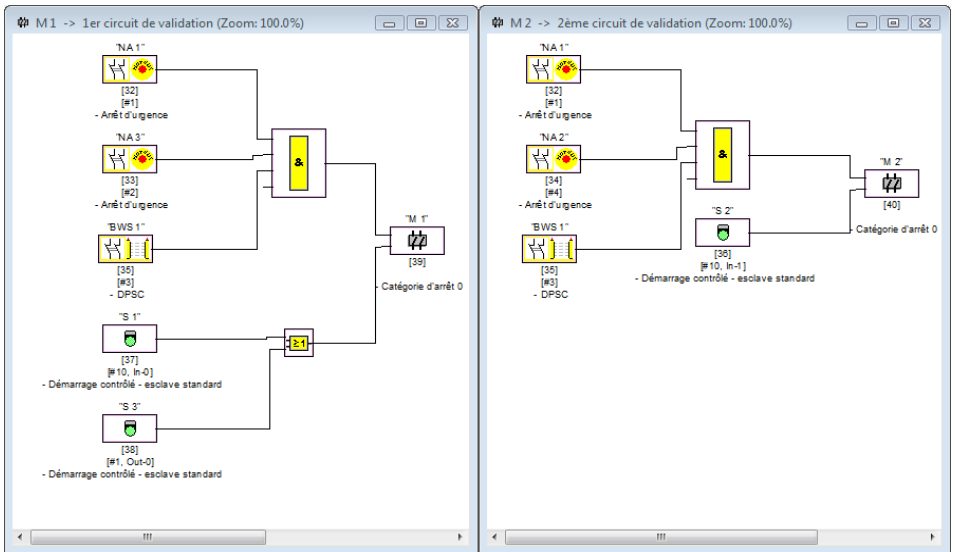 M 1 -> 1er circuit de validation (Zoom: 100.0%)
"NA 1"
[32]
[#1]
- Arrêt d'urgence
"NA 3"
[33]
[#2]
- Arrêt d'urgence
&
"BWS 1"
[35]
[#3]
- DPSC
"M 1"
[39]
- Catégorie d'arrêt 0
"S 1"
[37]
[#10, In-0]
- Démarrage contrôlé - esclave standard
≥1
"S 3"
[38]
[#1, Out-0]
- Démarrage contrôlé - esclave standard
M 2 -> 2ème circuit de validation (Zoom: 100.0%)
"NA 1"
[32]
[#1]
- Arrêt d'urgence
"NA 2"
[34]
[#4]
- Arrêt d'urgence
&
"BWS 1"
[35]
[#3]
- DPSC
"M 2"
[40]
- Catégorie d'arrêt 0
"S 2"
[36]
[#10, In-1]
- Démarrage contrôlé - esclave standard